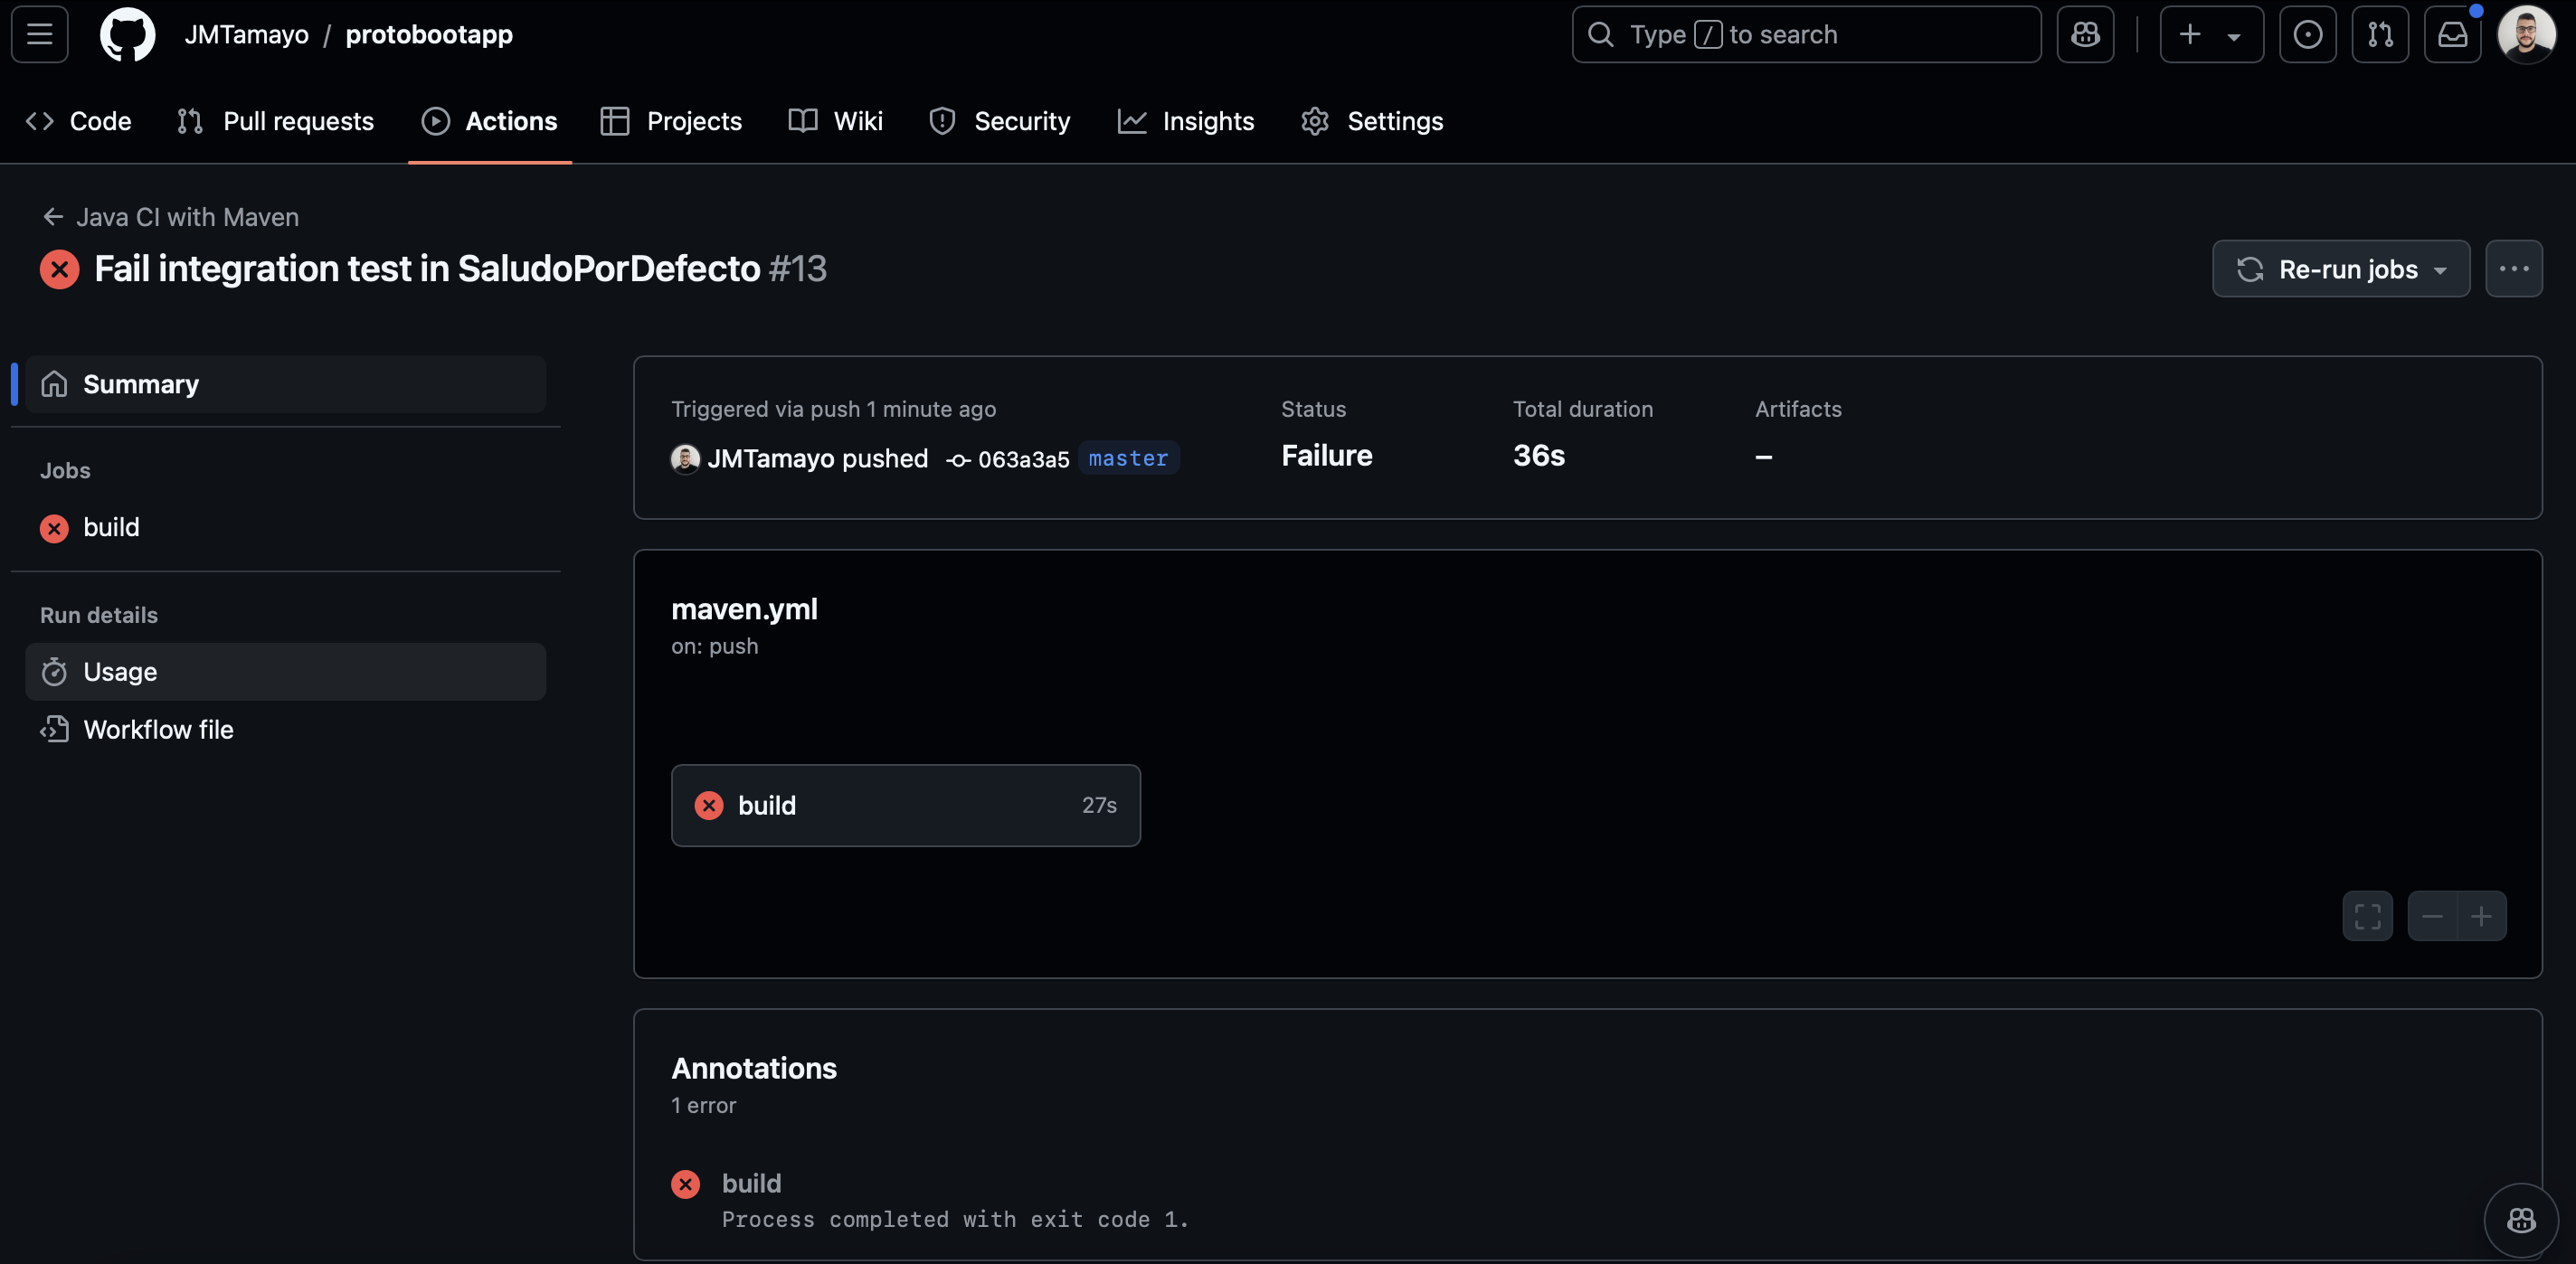 JMTamayo / protobootapp
Type / to search
Code
Pull requests
Actions
Projects
Wiki
Security
Insights
Settings
Java CI with Maven
Fail integration test in SaludoPorDefecto #13
Re-run jobs
Summary
Jobs
build
Run details
Usage
Workflow file
Triggered via push 1 minute ago
JMTamayo pushed 063a3a5 master
Status
Failure
Total duration
36s
Artifacts
–
maven.yml
on: push
build 27s
Annotations
1 error
build
Process completed with exit code 1.